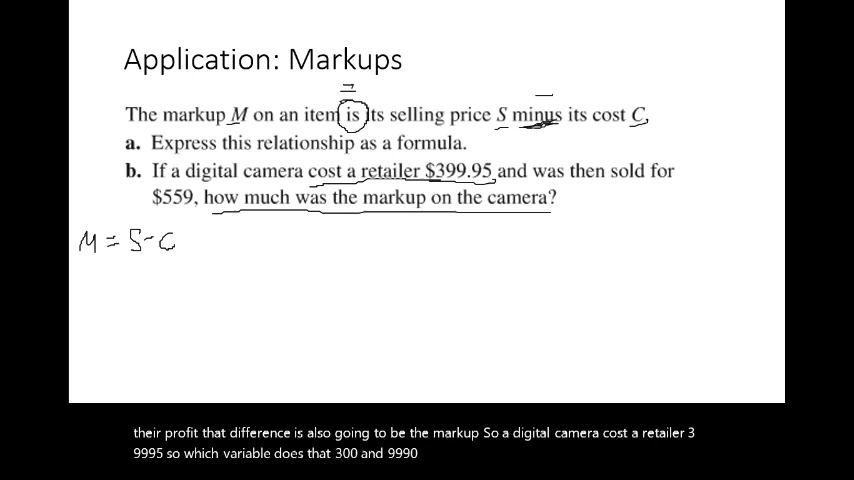 Application: Markups
The markup M on an item is its selling price S minus its cost C.
a. Express this relationship as a formula.
b. If a digital camera cost a retailer $399.95 and was then sold for
$559, how much was the markup on the camera?
M = S - C
their profit that difference is also going to be the markup So a digital camera cost a retailer 3
9995 so which variable does that 300 and 9990